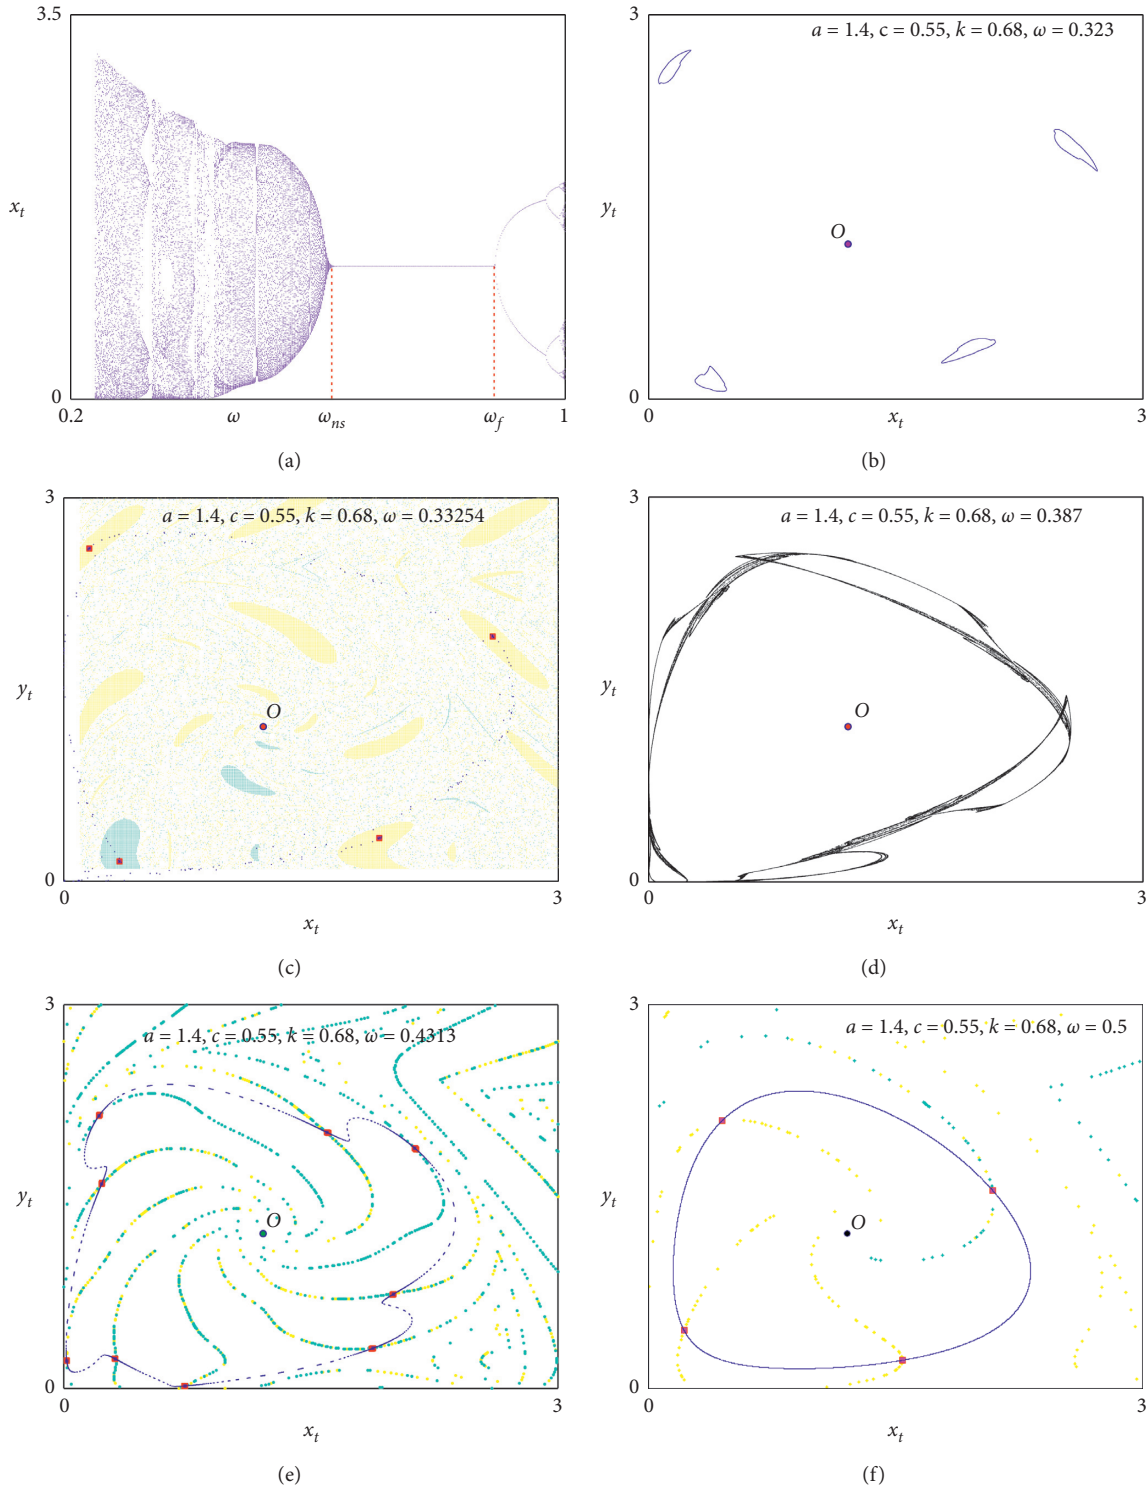 3.5
x_t
0
0.2
ω
ω_ns
ω_f
1
(a)
3
a = 1.4, c = 0.55, k = 0.68, ω = 0.323
y_t
O
0
0
x_t
3
(b)
3
a = 1.4, c = 0.55, k = 0.68, ω = 0.33254
y_t
O
0
0
3
x_t
(c)
3
a = 1.4, c = 0.55, k = 0.68, ω = 0.387
y_t
O
0
0
3
x_t
(d)
3
a = 1.4, c = 0.55, k = 0.68, ω = 0.4313
y_t
O
0
0
3
x_t
(e)
3
a = 1.4, c = 0.55, k = 0.68, ω = 0.5
y_t
O
0
0
3
x_t
(f)